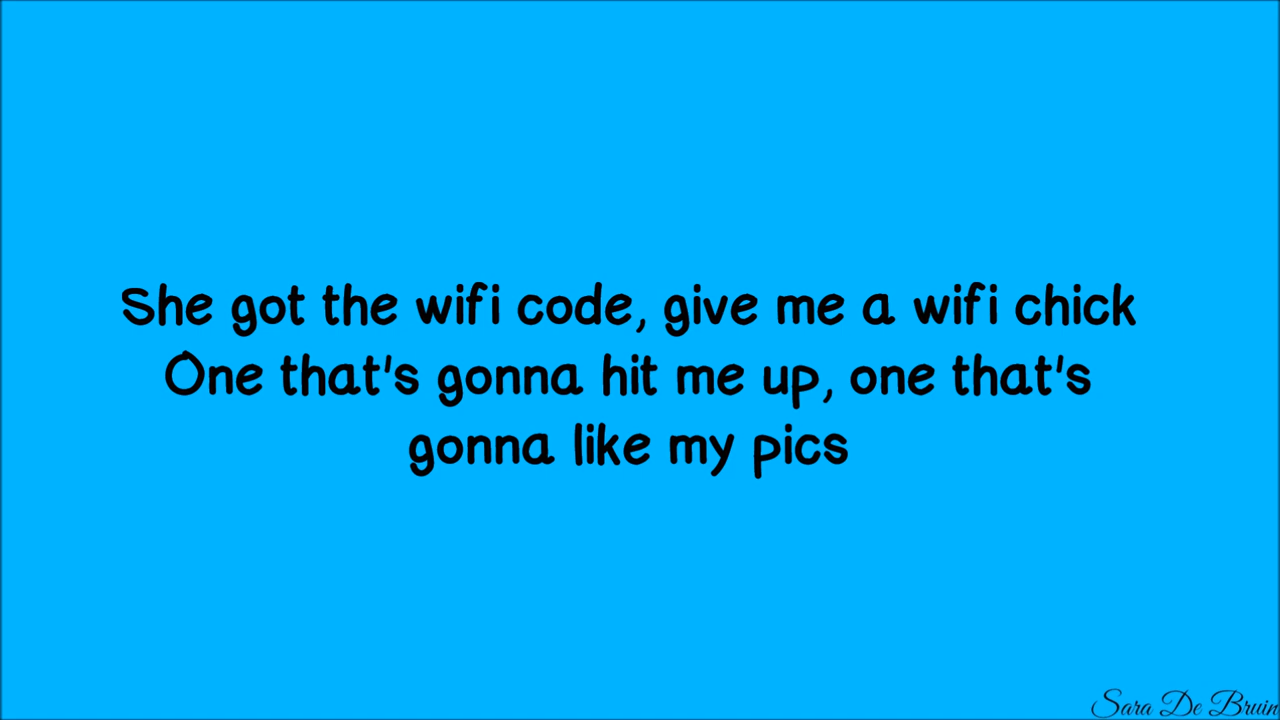 She got the wifi code, give me a wifi chick
One that's gonna hit me up, one that's
gonna like my pics
Sara De Bruin